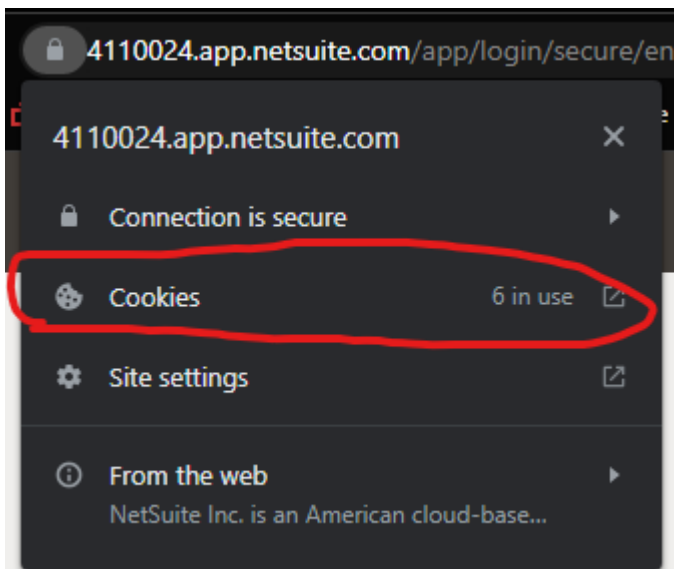 4110024.app.netsuite.com/app/login/secure/en
4110024.app.netsuite.com
Connection is secure
Cookies 6 in use
Site settings
From the web
NetSuite Inc. is an American cloud-base...